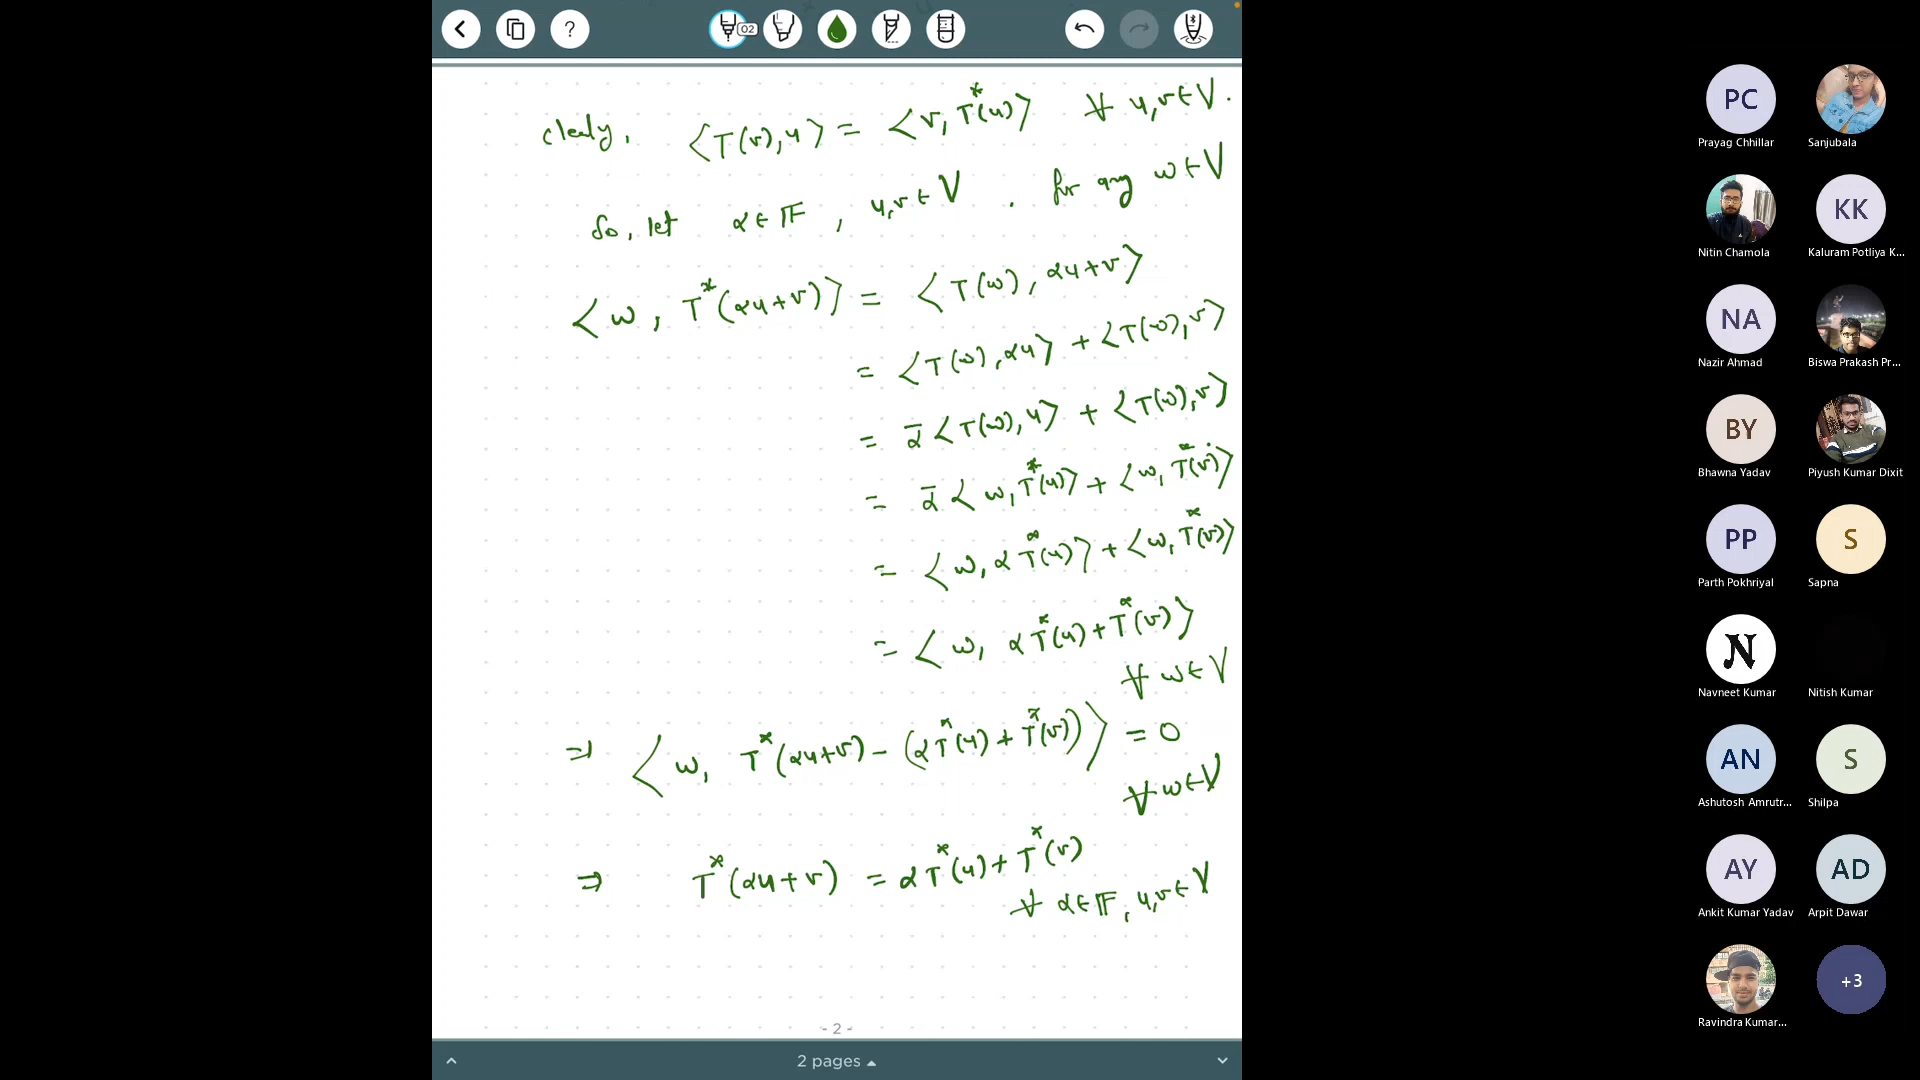 ?
02
clealy, ⟨T(v), u⟩ = ⟨v, T*(u)⟩ ∀ u,v ∈ V.
So, let α ∈ 𝔽, u,v ∈ V. for any w ∈ V
⟨w, T*(αu+v)⟩ = ⟨T(w), αu+v⟩
= ⟨T(w), αu⟩ + ⟨T(w), v⟩
= ᾱ⟨T(w), u⟩ + ⟨T(w), v⟩
= ᾱ⟨w, T*(u)⟩ + ⟨w, T*(v)⟩
= ⟨w, αT*(u)⟩ + ⟨w, T*(v)⟩
= ⟨w, αT*(u) + T*(v)⟩
∀ w ∈ V
⇒ ⟨w, T*(αu+v) - (αT*(u) + T*(v))⟩ = 0
∀ w ∈ V
⇒ T*(αu+v) = αT*(u) + T*(v)
∀ α ∈ 𝔽, u,v ∈ V
- 2 -
2 pages
PC
Prayag Chhillar
Sanjubala
Nitin Chamola
KK
Kaluram Potliya K...
NA
Nazir Ahmad
Biswa Prakash Pr...
BY
Bhawna Yadav
Piyush Kumar Dixit
PP
Parth Pokhriyal
S
Sapna
N
Navneet Kumar
Nitish Kumar
AN
Ashutosh Amrutr...
S
Shilpa
AY
Ankit Kumar Yadav
AD
Arpit Dawar
Ravindra Kumar...
+3